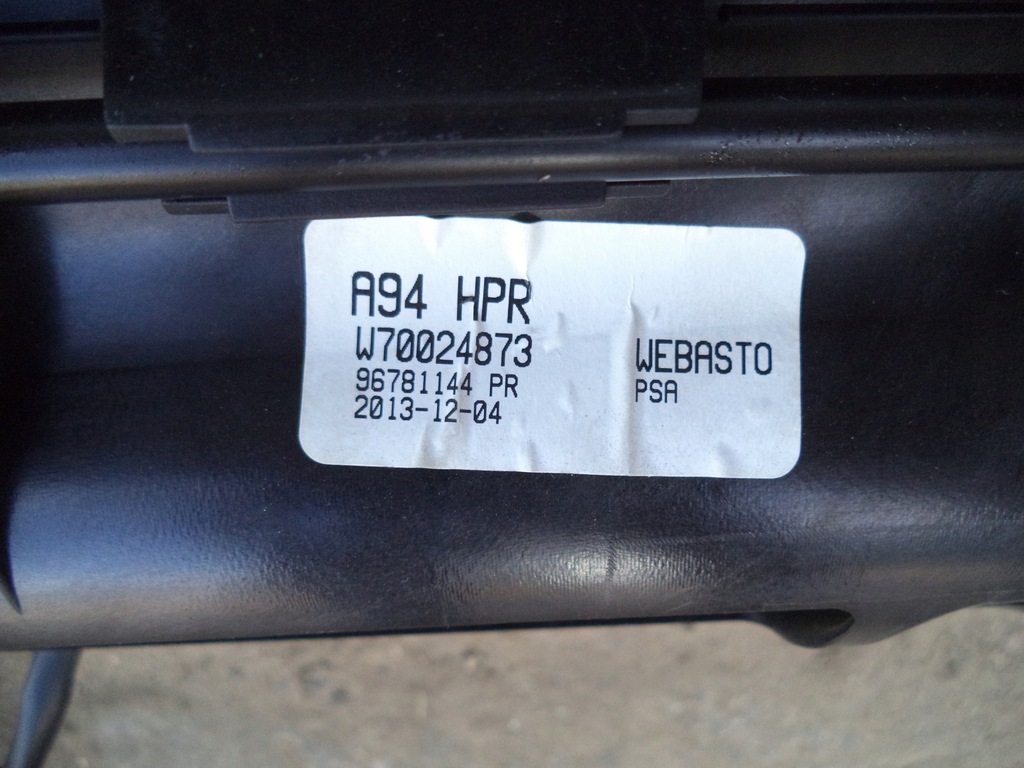 A94 HPR
W70024873
96781144 PR
2013-12-04
WEBASTO
PSA